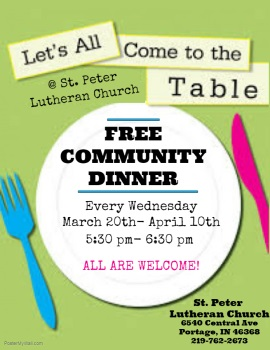 Let's All
Come to the
Table
@ St. Peter
Lutheran Church
FREE
COMMUNITY
DINNER
Every Wednesday
March 20th- April 10th
5:30 pm- 6:30 pm
ALL ARE WELCOME!
St. Peter
Lutheran Church
6540 Central Ave
Portage, IN 46368
219-762-2673